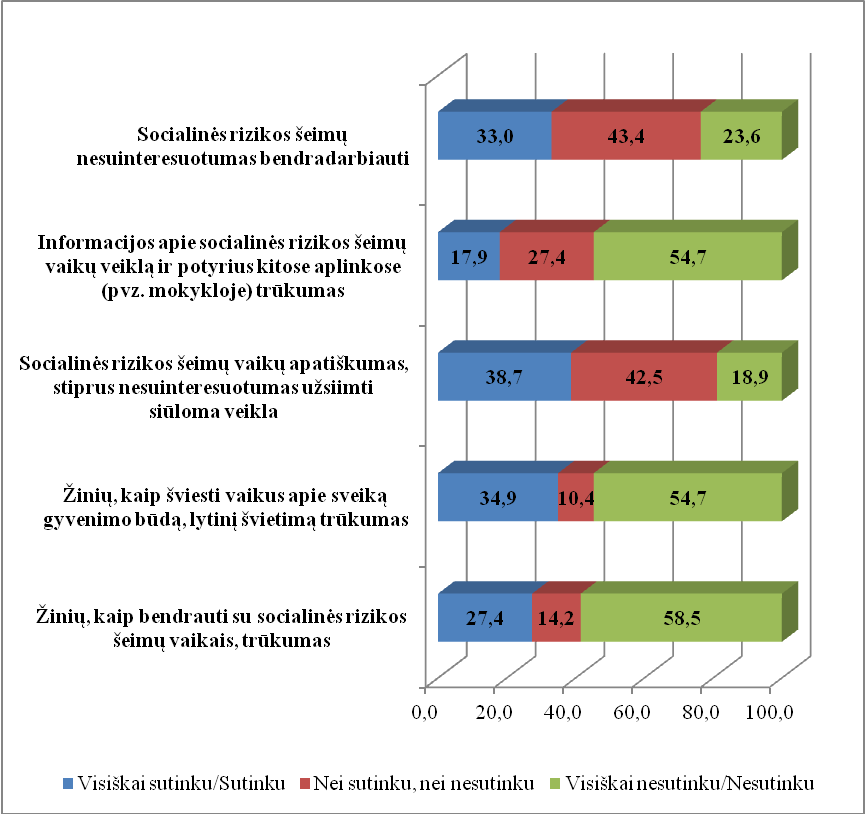 Socialinės rizikos šeimų
nesuinteresuotumas bendradarbiauti
33,0 43,4 23,6
Informacijos apie socialinės rizikos šeimų
vaikų veiklą ir potyrius kitose aplinkose
(pvz. mokykloje) trūkumas
17,9 27,4 54,7
Socialinės rizikos šeimų vaikų apatiškumas,
stiprus nesuinteresuotumas užsiimti
siūloma veikla
38,7 42,5 18,9
Žinių, kaip šviesti vaikus apie sveiką
gyvenimo būdą, lytinį švietimą trūkumas
34,9 10,4 54,7
Žinių, kaip bendrauti su socialinės rizikos
šeimų vaikais, trūkumas
27,4 14,2 58,5
0,0 20,0 40,0 60,0 80,0 100,0
Visiškai sutinku/Sutinku Nei sutinku, nei nesutinku Visiškai nesutinku/Nesutinku